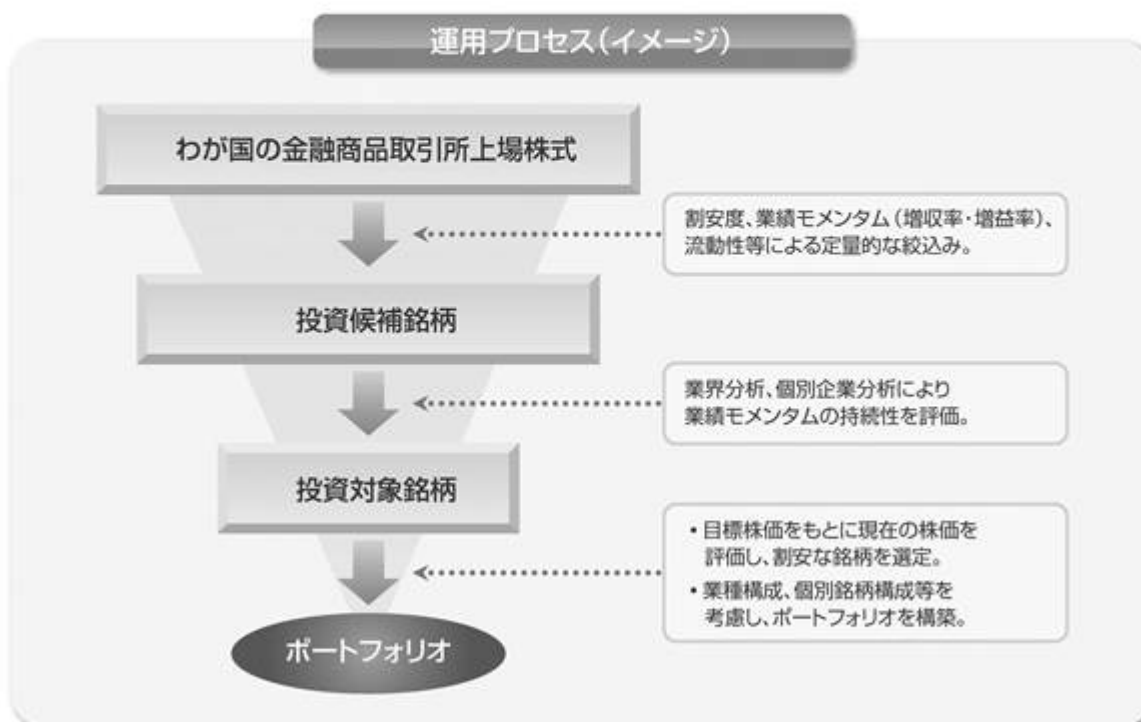 運用プロセス(イメージ)
わが国の金融商品取引所上場株式
割安度、業績モメンタム(増収率・増益率)、
流動性等による定量的な絞込み。
投資候補銘柄
業界分析、個別企業分析により
業績モメンタムの持続性を評価。
投資対象銘柄
・目標株価をもとに現在の株価を
評価し、割安な銘柄を選定。
・業種構成、個別銘柄構成等を
考慮し、ポートフォリオを構築。
ポートフォリオ